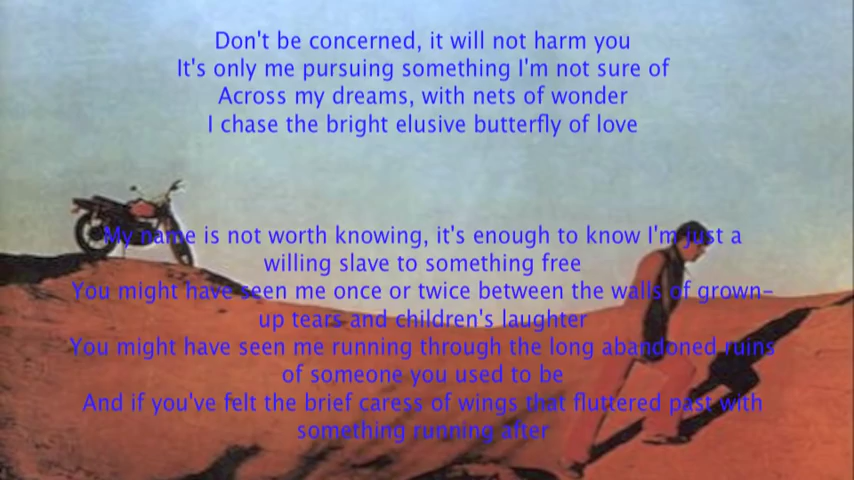 Don't be concerned, it will not harm you
It's only me pursuing something I'm not sure of
Across my dreams, with nets of wonder
I chase the bright elusive butterfly of love
My name is not worth knowing, it's enough to know I'm just a
willing slave to something free
You might have seen me once or twice between the walls of grown-
up tears and children's laughter
You might have seen me running through the long abandoned ruins
of someone you used to be
And if you've felt the brief caress of wings that fluttered past with
something running after